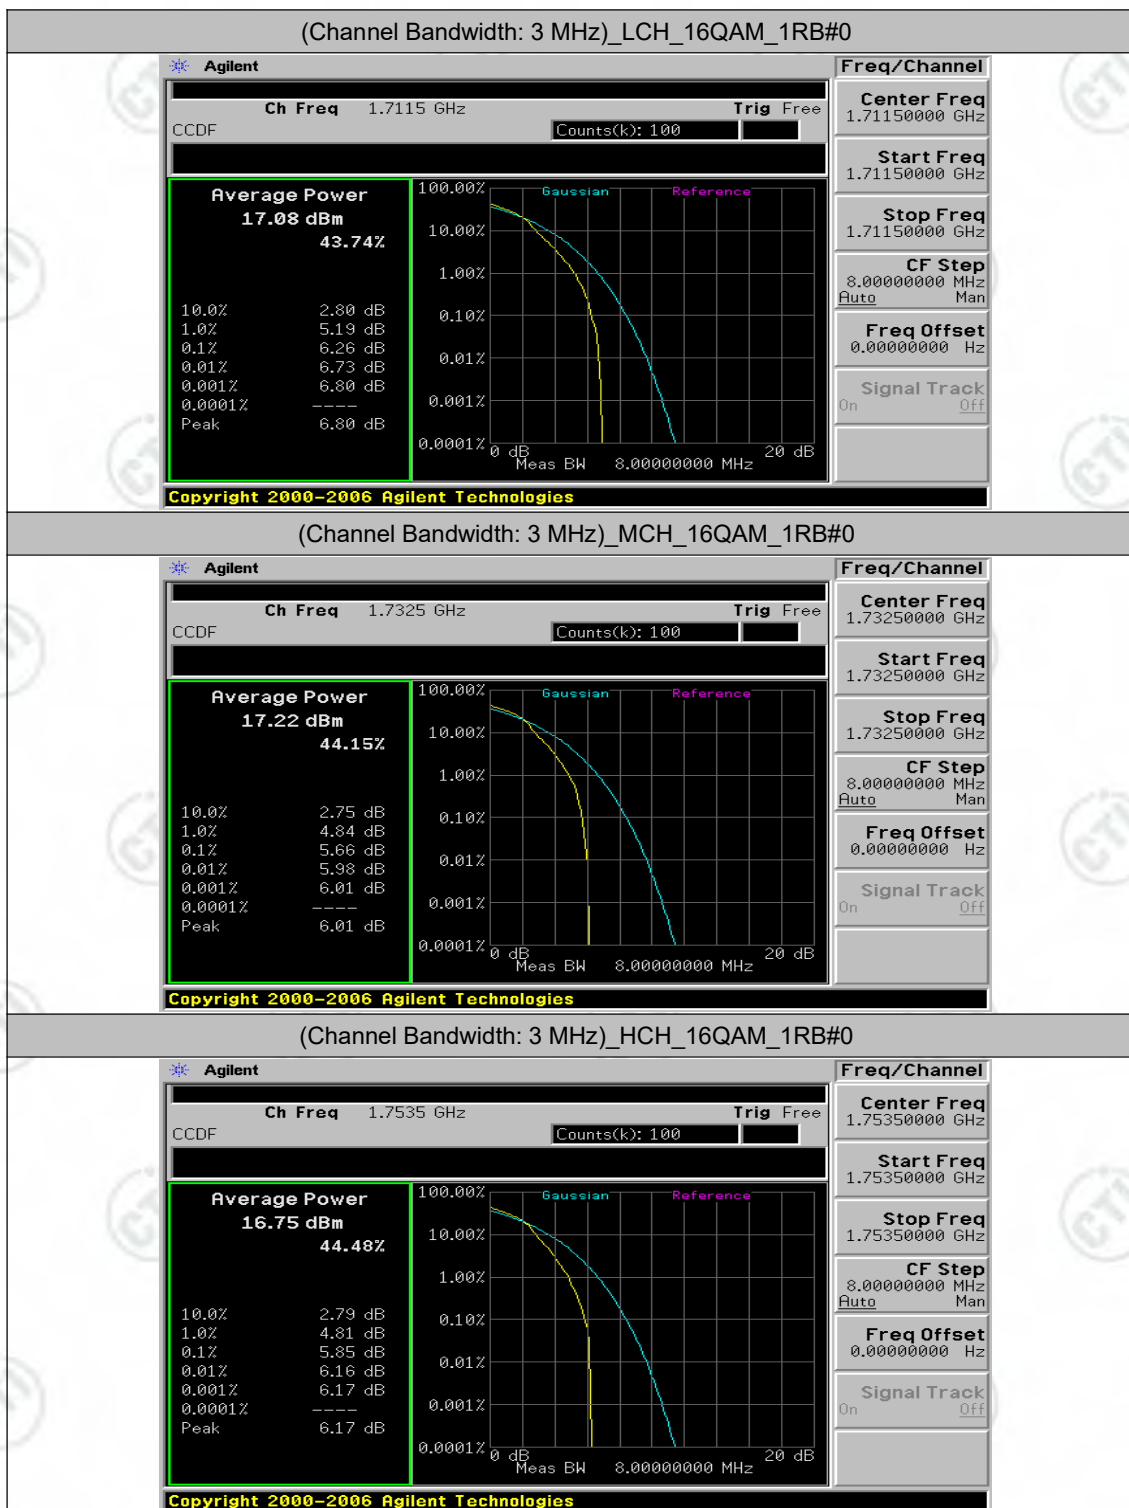 (Channel Bandwidth: 3 MHz)_LCH_16QAM_1RB#0
Agilent
Freq/Channel
Ch Freq 1.7115 GHz Trig Free
CCDF Counts(k): 100
Average Power
17.08 dBm
43.74%
10.0% 2.80 dB
1.0% 5.19 dB
0.1% 6.26 dB
0.01% 6.73 dB
0.001% 6.80 dB
0.0001% ----
Peak 6.80 dB
100.00% Gaussian Reference
10.00%
1.00%
0.10%
0.01%
0.001%
0.0001%
0 dB 20 dB
Meas BW 8.00000000 MHz
Center Freq
1.71150000 GHz
Start Freq
1.71150000 GHz
Stop Freq
1.71150000 GHz
CF Step
8.00000000 MHz
Auto Man
Freq Offset
0.00000000 Hz
Signal Track
On Off
Copyright 2000-2006 Agilent Technologies
(Channel Bandwidth: 3 MHz)_MCH_16QAM_1RB#0
Agilent
Freq/Channel
Ch Freq 1.7325 GHz Trig Free
CCDF Counts(k): 100
Average Power
17.22 dBm
44.15%
10.0% 2.75 dB
1.0% 4.84 dB
0.1% 5.66 dB
0.01% 5.98 dB
0.001% 6.01 dB
0.0001% ----
Peak 6.01 dB
100.00% Gaussian Reference
10.00%
1.00%
0.10%
0.01%
0.001%
0.0001%
0 dB 20 dB
Meas BW 8.00000000 MHz
Center Freq
1.73250000 GHz
Start Freq
1.73250000 GHz
Stop Freq
1.73250000 GHz
CF Step
8.00000000 MHz
Auto Man
Freq Offset
0.00000000 Hz
Signal Track
On Off
Copyright 2000-2006 Agilent Technologies
(Channel Bandwidth: 3 MHz)_HCH_16QAM_1RB#0
Agilent
Freq/Channel
Ch Freq 1.7535 GHz Trig Free
CCDF Counts(k): 100
Average Power
16.75 dBm
44.48%
10.0% 2.79 dB
1.0% 4.81 dB
0.1% 5.85 dB
0.01% 6.16 dB
0.001% 6.17 dB
0.0001% ----
Peak 6.17 dB
100.00% Gaussian Reference
10.00%
1.00%
0.10%
0.01%
0.001%
0.0001%
0 dB 20 dB
Meas BW 8.00000000 MHz
Center Freq
1.75350000 GHz
Start Freq
1.75350000 GHz
Stop Freq
1.75350000 GHz
CF Step
8.00000000 MHz
Auto Man
Freq Offset
0.00000000 Hz
Signal Track
On Off
Copyright 2000-2006 Agilent Technologies